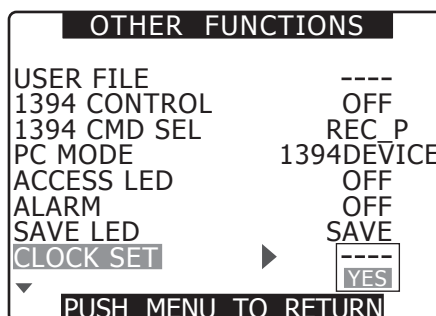 OTHER FUNCTIONS
USER FILE ----
1394 CONTROL OFF
1394 CMD SEL REC_P
PC MODE 1394DEVICE
ACCESS LED OFF
ALARM OFF
SAVE LED SAVE
CLOCK SET ----
YES
PUSH MENU TO RETURN